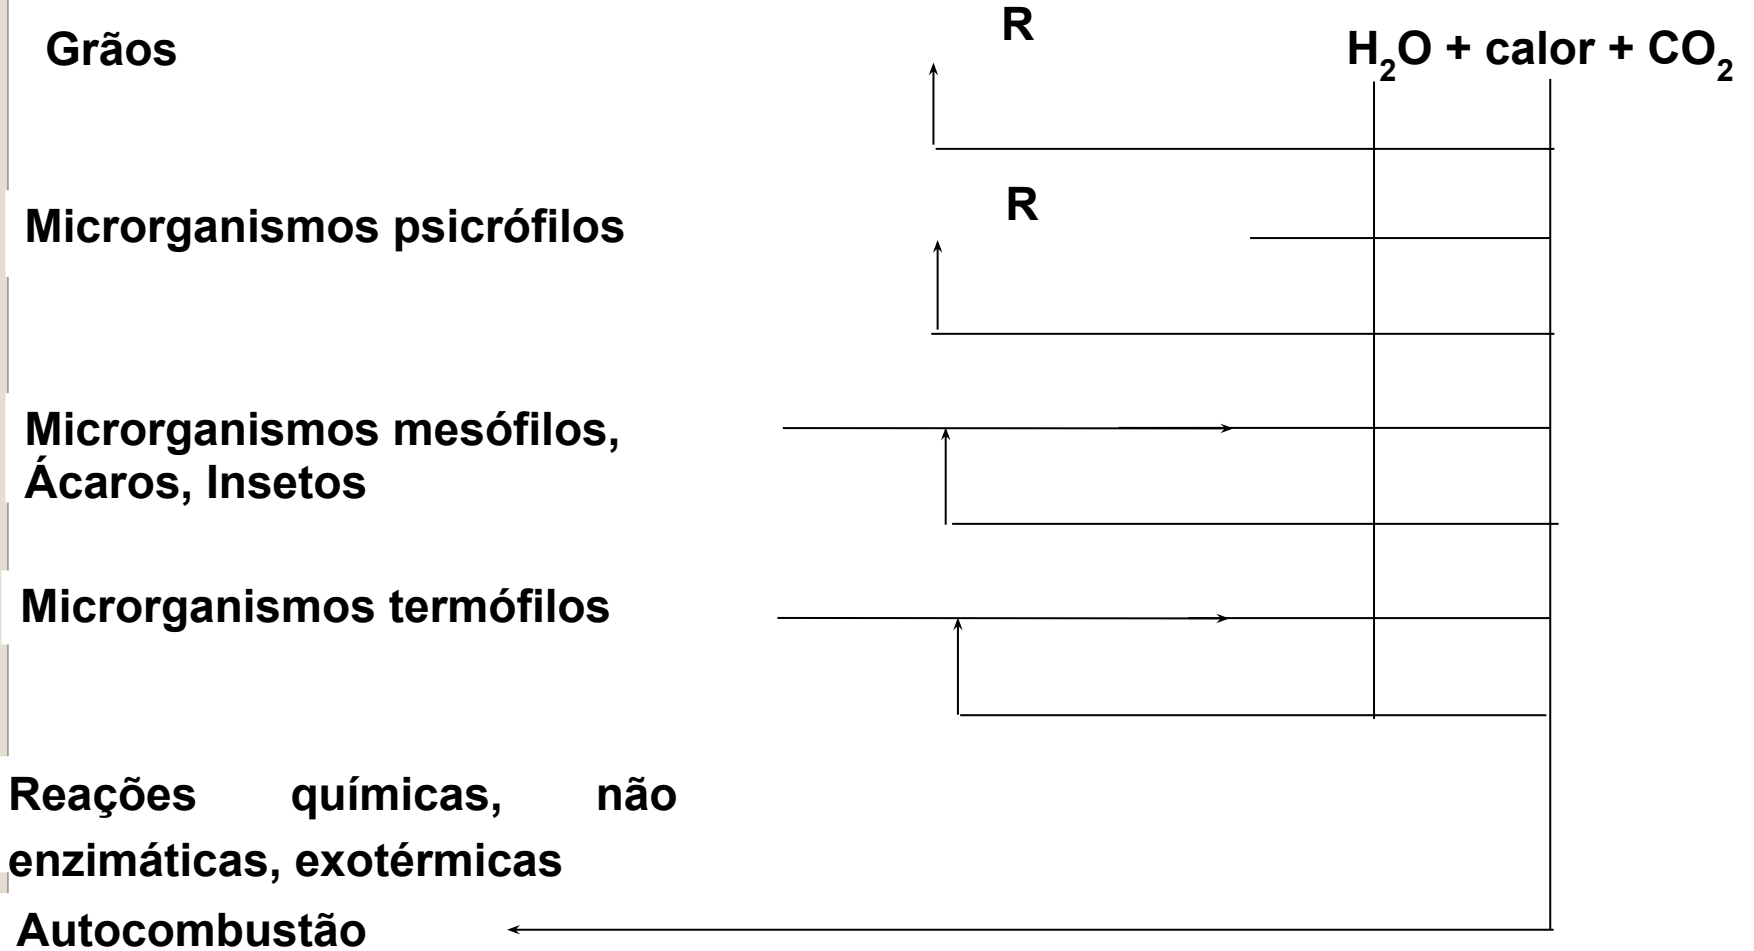 R
Grãos
H₂O + calor + CO₂
R
Microrganismos psicrófilos
Microrganismos mesófilos,
Ácaros, Insetos
Microrganismos termófilos
Reações químicas, não
enzimáticas, exotérmicas
Autocombustão